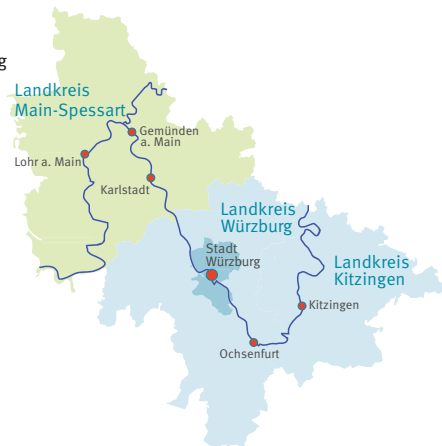 g
Landkreis
Main-Spessart
Gemünden
a. Main
Lohr a. Main
Karlstadt
Landkreis
Würzburg
Stadt
Würzburg
Landkreis
Kitzingen
Kitzingen
Ochsenfurt